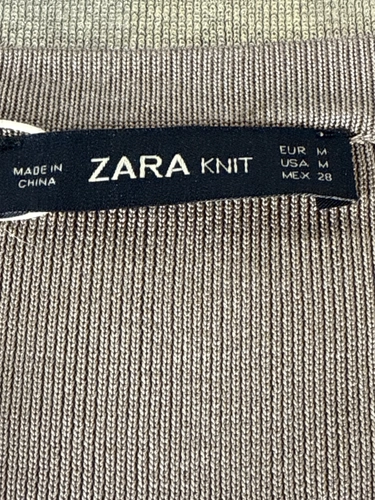 MADE IN
CHINA
ZARA KNIT
EUR M
USA M
MEX 28